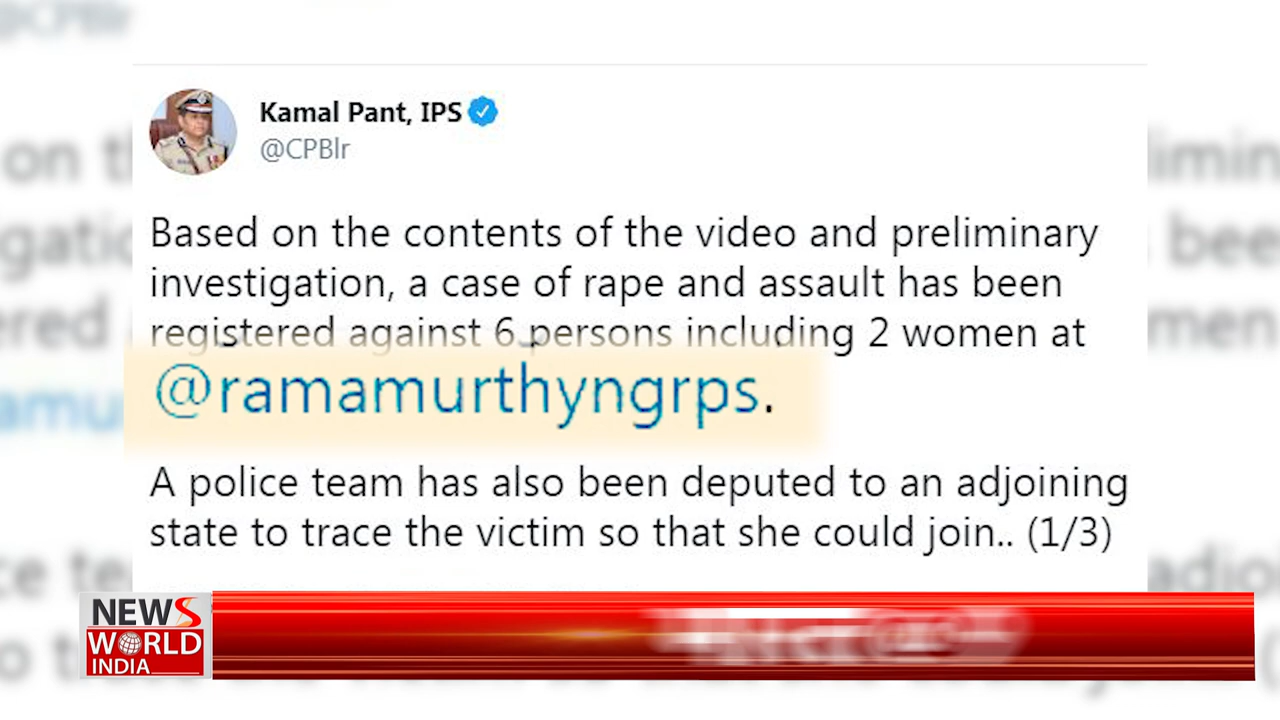 Kamal Pant, IPS
@CPBlr
Based on the contents of the video and preliminary
investigation, a case of rape and assault has been
registered against 6 persons including 2 women at
@ramamurthyngrps.
A police team has also been deputed to an adjoining
state to trace the victim so that she could join.. (1/3)
NEWS
WORLD
INDIA